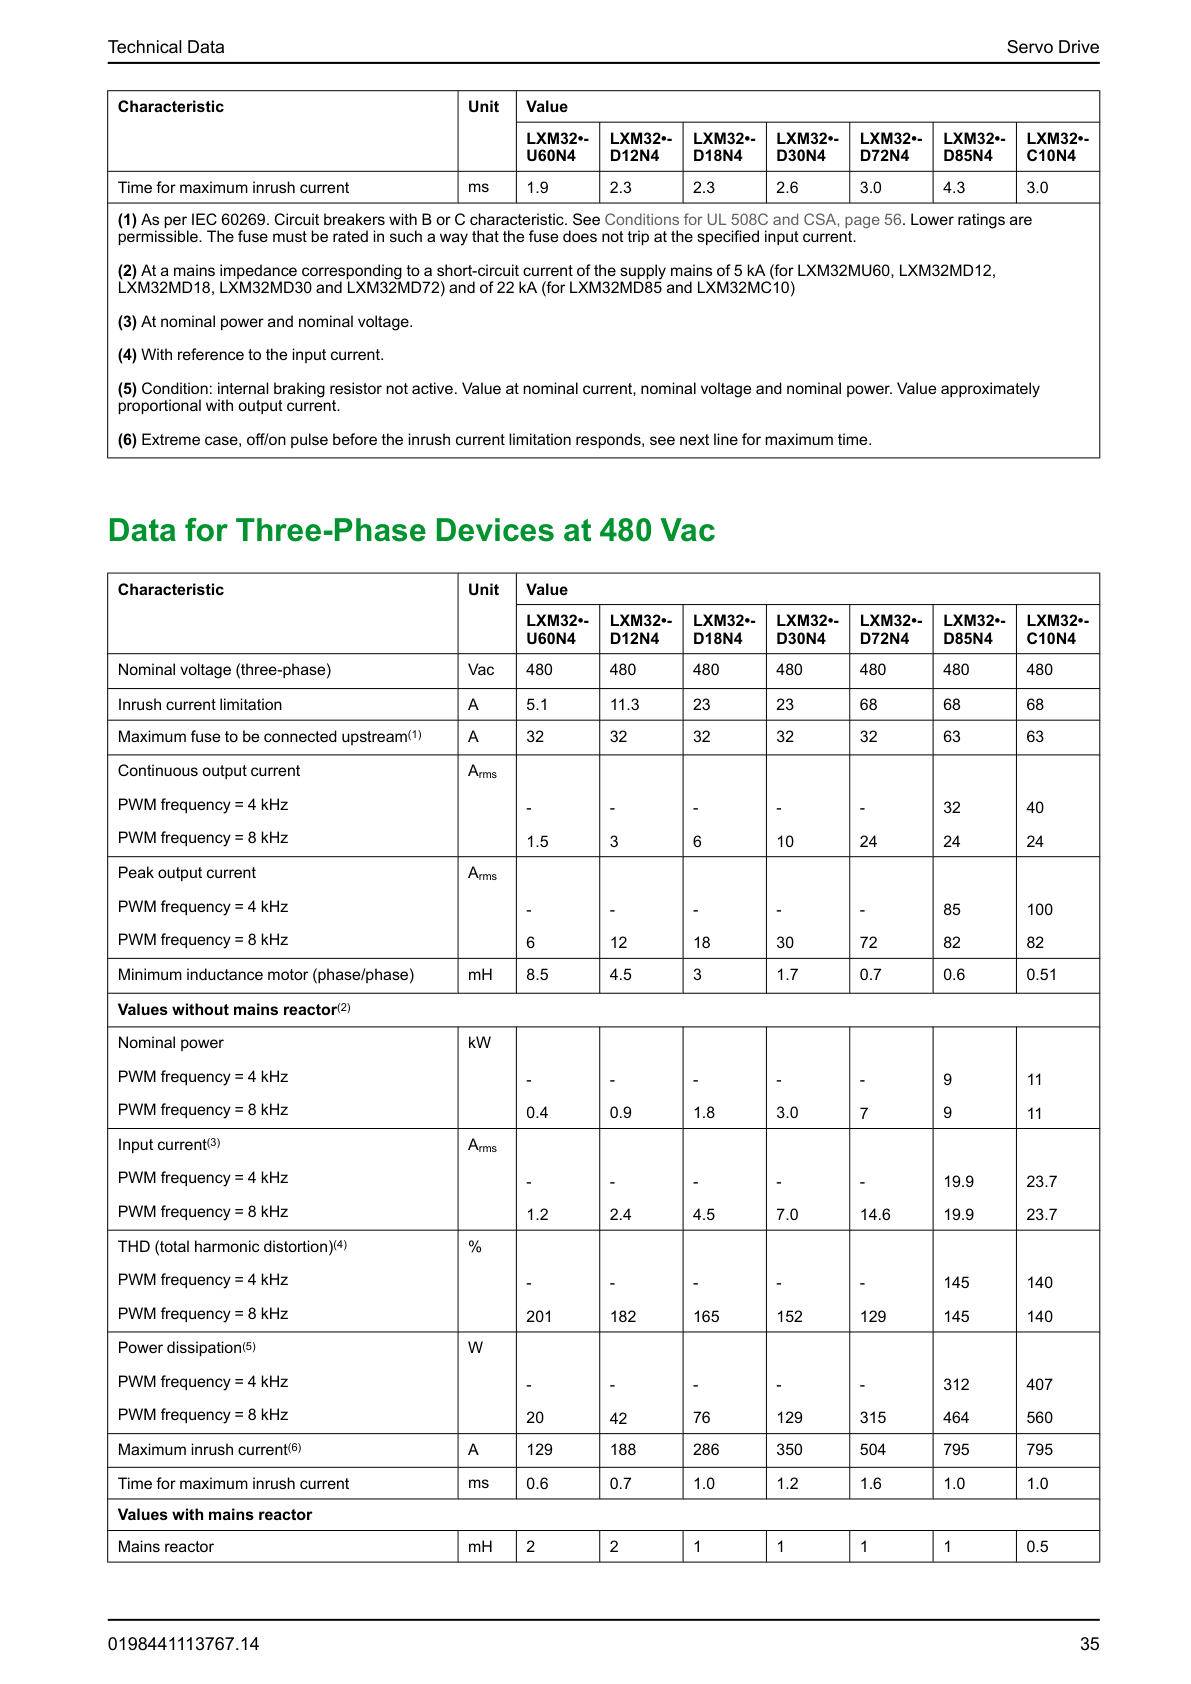 Technical Data Servo Drive
Characteristic Unit Value
LXM32•- LXM32•- LXM32•- LXM32•- LXM32•- LXM32•- LXM32•-
U60N4 D12N4 D18N4 D30N4 D72N4 D85N4 C10N4
Time for maximum inrush current ms 1.9 2.3 2.3 2.6 3.0 4.3 3.0
(1) As per IEC 60269. Circuit breakers with B or C characteristic. See Conditions for UL 508C and CSA, page 56. Lower ratings are
permissible. The fuse must be rated in such a way that the fuse does not trip at the specified input current.
(2) At a mains impedance corresponding to a short-circuit current of the supply mains of 5 kA (for LXM32MU60, LXM32MD12,
LXM32MD18, LXM32MD30 and LXM32MD72) and of 22 kA (for LXM32MD85 and LXM32MC10)
(3) At nominal power and nominal voltage.
(4) With reference to the input current.
(5) Condition: internal braking resistor not active. Value at nominal current, nominal voltage and nominal power. Value approximately
proportional with output current.
(6) Extreme case, off/on pulse before the inrush current limitation responds, see next line for maximum time.
Data for Three-Phase Devices at 480 Vac
Characteristic Unit Value
LXM32•- LXM32•- LXM32•- LXM32•- LXM32•- LXM32•- LXM32•-
U60N4 D12N4 D18N4 D30N4 D72N4 D85N4 C10N4
Nominal voltage (three-phase) Vac 480 480 480 480 480 480 480
Inrush current limitation A 5.1 11.3 23 23 68 68 68
Maximum fuse to be connected upstream(1) A 32 32 32 32 32 63 63
Continuous output current Arms
PWM frequency = 4 kHz - - - - - 32 40
PWM frequency = 8 kHz 1.5 3 6 10 24 24 24
Peak output current Arms
PWM frequency = 4 kHz - - - - - 85 100
PWM frequency = 8 kHz 6 12 18 30 72 82 82
Minimum inductance motor (phase/phase) mH 8.5 4.5 3 1.7 0.7 0.6 0.51
Values without mains reactor(2)
Nominal power kW
PWM frequency = 4 kHz - - - - - 9 11
PWM frequency = 8 kHz 0.4 0.9 1.8 3.0 7 9 11
Input current(3) Arms
PWM frequency = 4 kHz - - - - - 19.9 23.7
PWM frequency = 8 kHz 1.2 2.4 4.5 7.0 14.6 19.9 23.7
THD (total harmonic distortion)(4) %
PWM frequency = 4 kHz - - - - - 145 140
PWM frequency = 8 kHz 201 182 165 152 129 145 140
Power dissipation(5) W
PWM frequency = 4 kHz - - - - - 312 407
PWM frequency = 8 kHz 20 42 76 129 315 464 560
Maximum inrush current(6) A 129 188 286 350 504 795 795
Time for maximum inrush current ms 0.6 0.7 1.0 1.2 1.6 1.0 1.0
Values with mains reactor
Mains reactor mH 2 2 1 1 1 1 0.5
0198441113767.14 35